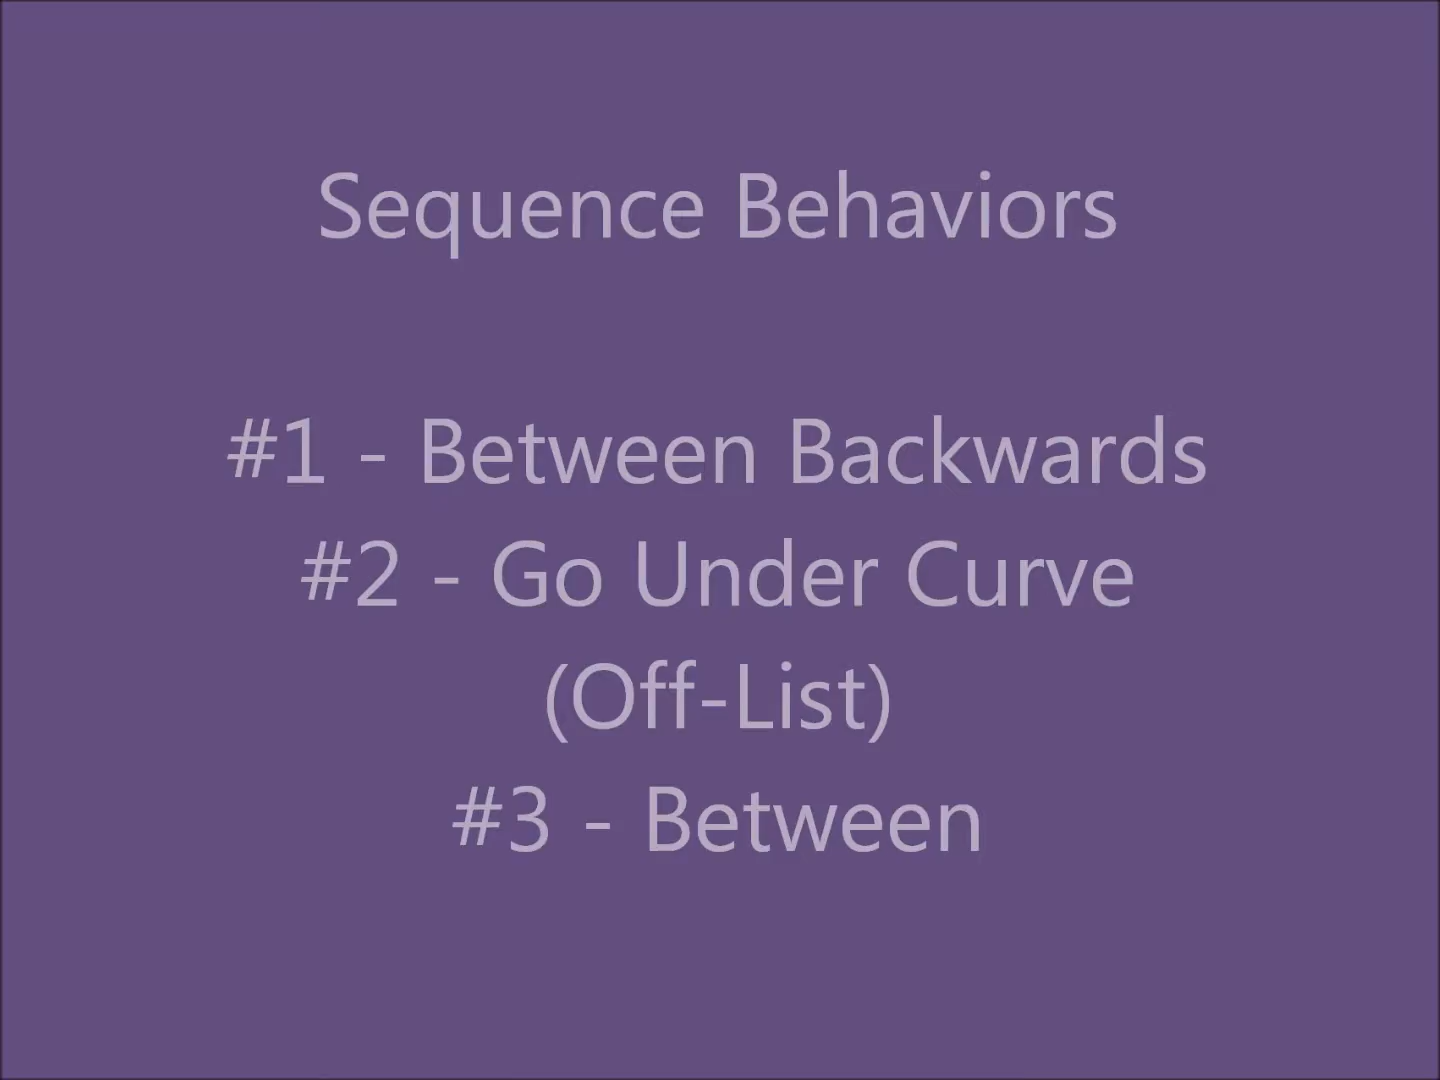 Sequence Behaviors
#1 - Between Backwards
#2 - Go Under Curve
(Off-List)
#3 - Between